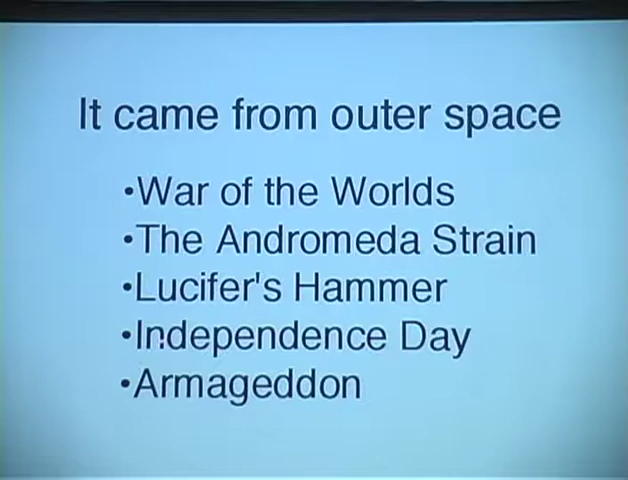 It came from outer space
•War of the Worlds
•The Andromeda Strain
•Lucifer's Hammer
•Independence Day
•Armageddon